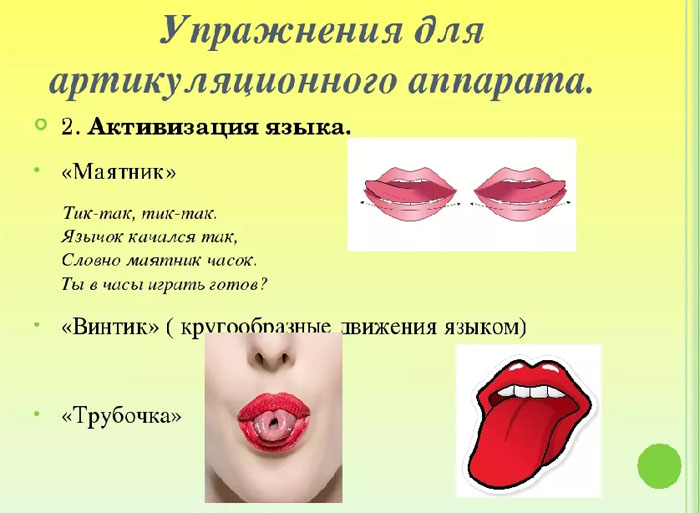 Упражнения для
артикуляционного аппарата.
2. Активизация языка.
«Маятник»
Тик-так, тик-так.
Язычок качался так,
Словно маятник часок.
Ты в часы играть готов?
«Винтик» ( кругообразные движения языком)
«Трубочка»